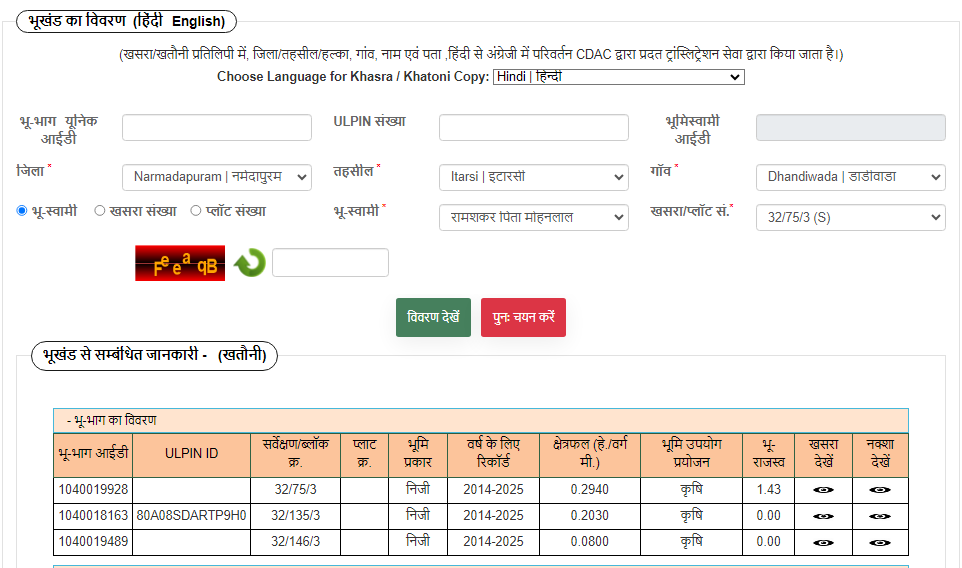 भूखंड का विवरण (हिंदी English)
(खसरा/खतौनी प्रतिलिपी में, जिला/तहसील/हल्का, गांव, नाम एवं पता ,हिंदी से अंग्रेजी में परिवर्तन CDAC द्वारा प्रदत ट्रांस्लिट्रेशन सेवा द्वारा किया जाता है।)
Choose Language for Khasra / Khatoni Copy: Hindi | हिन्दी
भू-भाग यूनिक आईडी ULPIN संख्या भूमिस्वामी आईडी
जिला * Narmadapuram | नर्मदापुरम तहसील * Itarsi | इटारसी गाँव * Dhandiwada | डाडीवाडा
भू-स्वामी खसरा संख्या प्लॉट संख्या भू-स्वामी * रामशकर पिता मोहनलाल खसरा/प्लॉट सं.* 32/75/3 (S)
FeeaqB
विवरण देखें पुनः चयन करें
भूखंड से सम्बंधित जानकारी - (खतौनी)
- भू-भाग का विवरण
भू-भाग आईडी ULPIN ID सर्वेक्षण/ब्लॉक क्र. प्लाट क्र. भूमि प्रकार वर्ष के लिए रिकॉर्ड क्षेत्रफल (हे./वर्ग मी.) भूमि उपयोग प्रयोजन भू-राजस्व खसरा देखें नक्शा देखें
1040019928 32/75/3 निजी 2014-2025 0.2940 कृषि 1.43
1040018163 80A08SDARTP9H0 32/135/3 निजी 2014-2025 0.2030 कृषि 0.00
1040019489 32/146/3 निजी 2014-2025 0.0800 कृषि 0.00